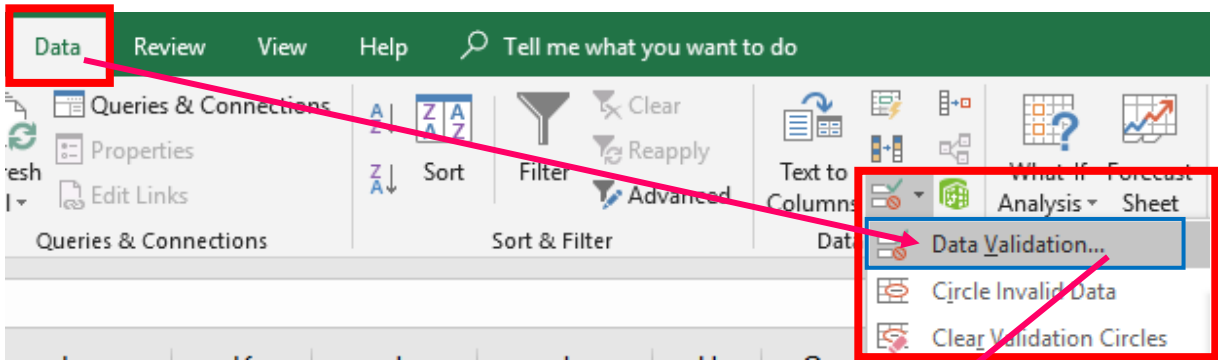 Data Review View Help Tell me what you want to do
Queries & Connections
Properties
Edit Links
Queries & Connections
A
Z
Z
A
Z A
A Z
Sort
Filter
Clear
Reapply
Advanced
Sort & Filter
Text to
Columns
What-If
Analysis
Forecast
Sheet
Data Validation...
Circle Invalid Data
Clear Validation Circles